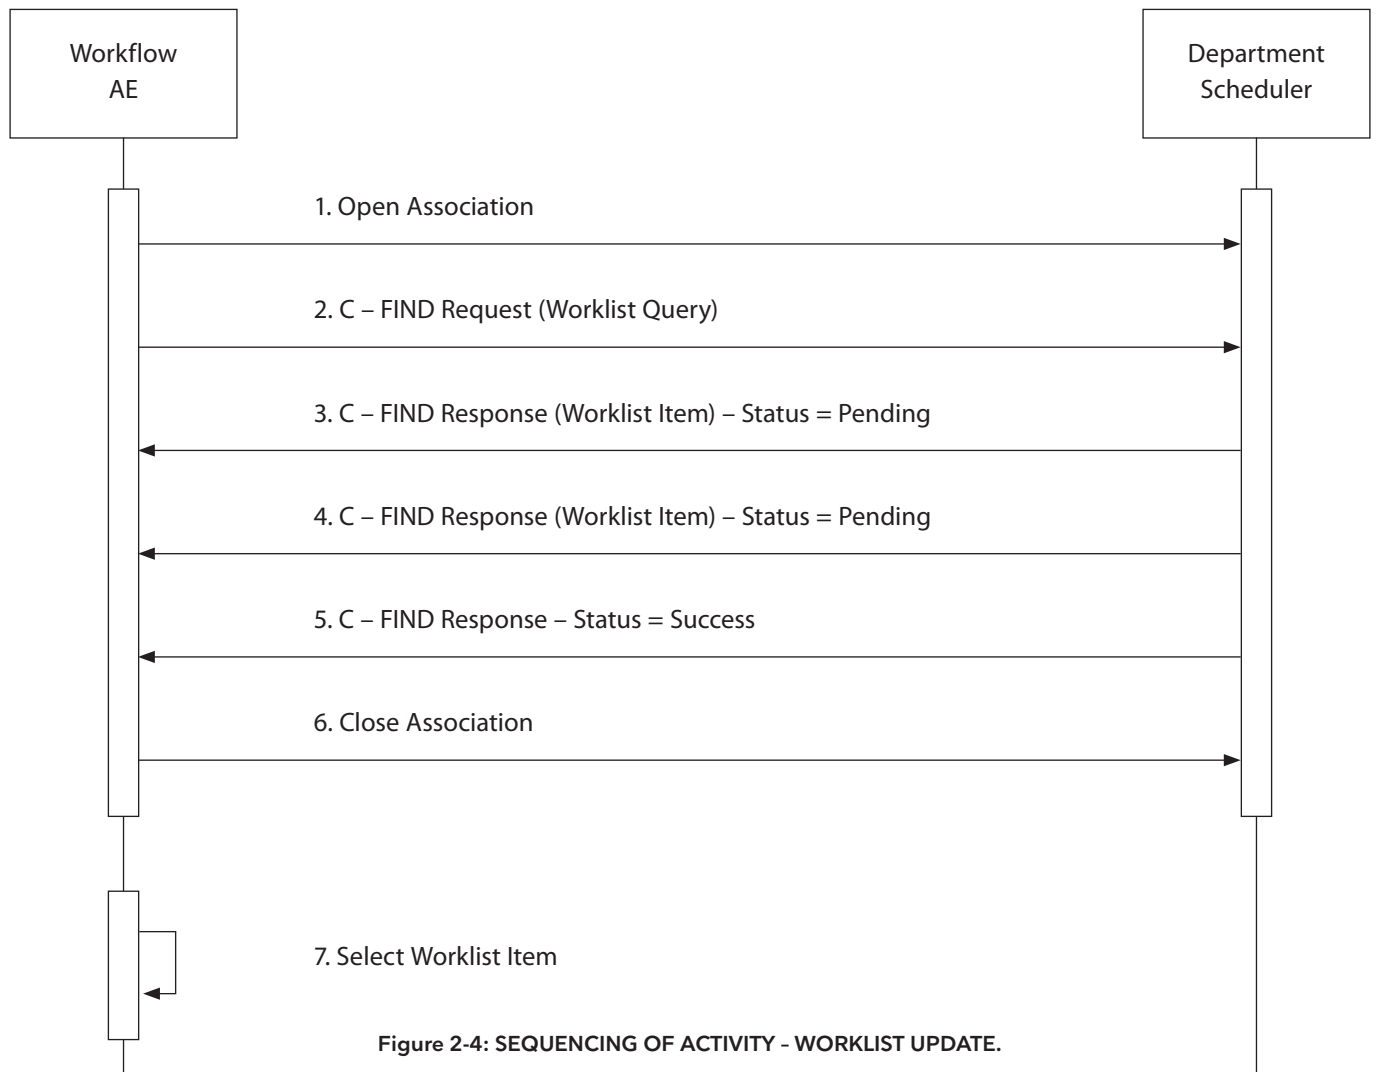 Workflow
AE
Department
Scheduler
1. Open Association
2. C – FIND Request (Worklist Query)
3. C – FIND Response (Worklist Item) – Status = Pending
4. C – FIND Response (Worklist Item) – Status = Pending
5. C – FIND Response – Status = Success
6. Close Association
7. Select Worklist Item
Figure 2-4: SEQUENCING OF ACTIVITY – WORKLIST UPDATE.